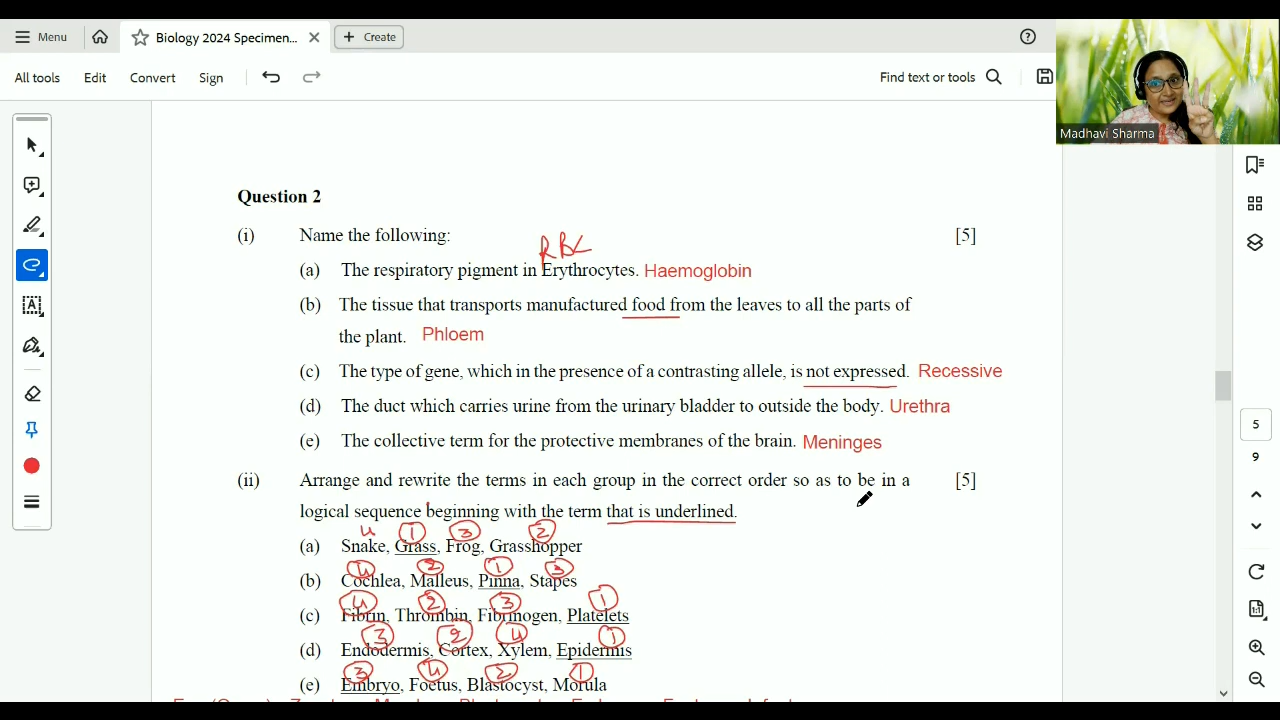 Menu
Biology 2024 Specimen...
Create
All tools
Edit
Convert
Sign
Find text or tools
Madhavi Sharma
Question 2
(i) Name the following: [5]
RBC
(a) The respiratory pigment in Erythrocytes. Haemoglobin
(b) The tissue that transports manufactured food from the leaves to all the parts of
the plant. Phloem
(c) The type of gene, which in the presence of a contrasting allele, is not expressed. Recessive
(d) The duct which carries urine from the urinary bladder to outside the body. Urethra
(e) The collective term for the protective membranes of the brain. Meninges
(ii) Arrange and rewrite the terms in each group in the correct order so as to be in a [5]
logical sequence beginning with the term that is underlined.
4 1 3 2
(a) Snake, Grass, Frog, Grasshopper
4 2 1 3
(b) Cochlea, Malleus, Pinna, Stapes
4 2 3 1
(c) Fibrin, Thrombin, Fibrinogen, Platelets
3 2 4 1
(d) Endodermis, Cortex, Xylem, Epidermis
3 4 2 1
(e) Embryo, Foetus, Blastocyst, Morula
5
9
1:1